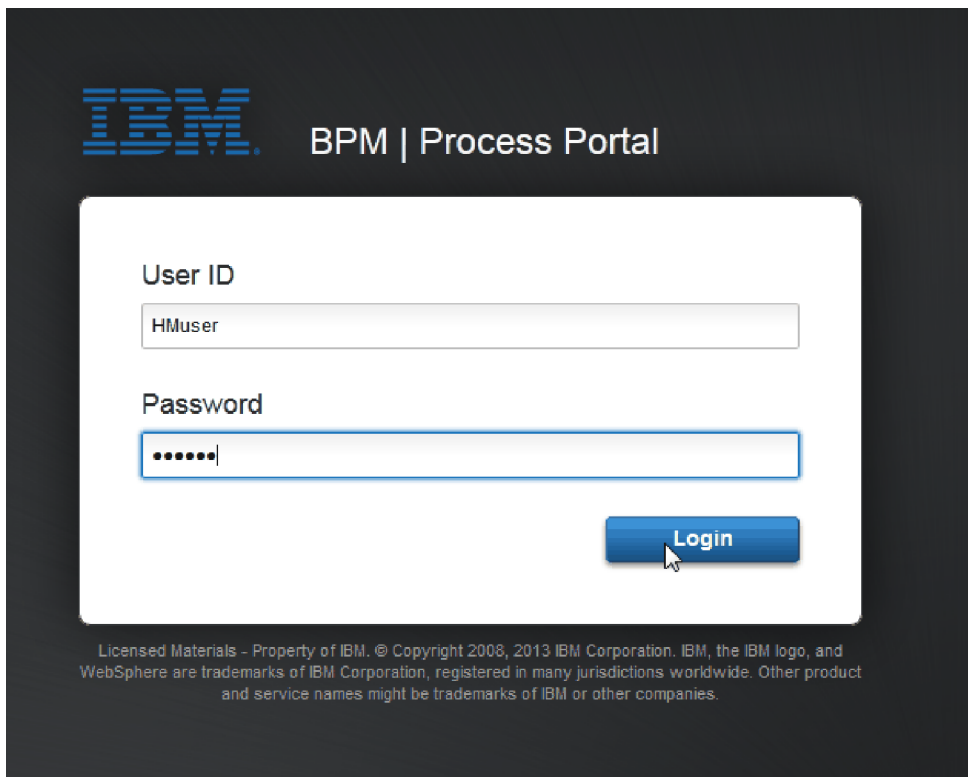 IBM.
BPM | Process Portal
User ID
HMuser
Password
••••••
Login
Licensed Materials - Property of IBM. © Copyright 2008, 2013 IBM Corporation. IBM, the IBM logo, and
WebSphere are trademarks of IBM Corporation, registered in many jurisdictions worldwide. Other product
and service names might be trademarks of IBM or other companies.